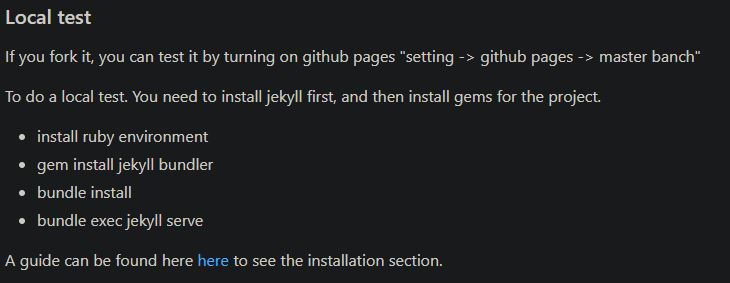 Local test
If you fork it, you can test it by turning on github pages "setting -> github pages -> master banch"
To do a local test. You need to install jekyll first, and then install gems for the project.
• install ruby environment
• gem install jekyll bundler
• bundle install
• bundle exec jekyll serve
A guide can be found here here to see the installation section.